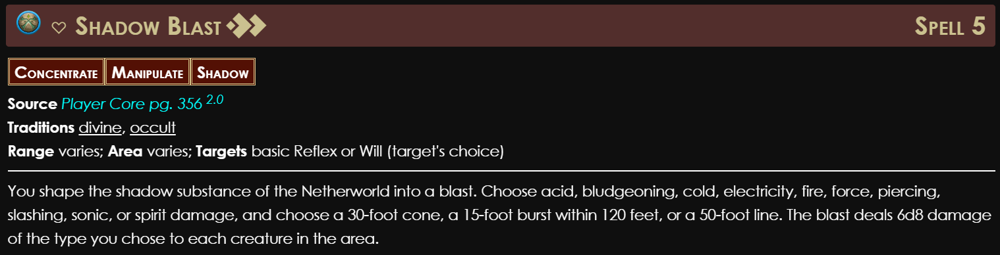 Shadow Blast Spell 5
Concentrate Manipulate Shadow
Source Player Core pg. 356 2.0
Traditions divine, occult
Range varies; Area varies; Targets basic Reflex or Will (target's choice)
You shape the shadow substance of the Netherworld into a blast. Choose acid, bludgeoning, cold, electricity, fire, force, piercing,
slashing, sonic, or spirit damage, and choose a 30-foot cone, a 15-foot burst within 120 feet, or a 50-foot line. The blast deals 6d8 damage
of the type you chose to each creature in the area.